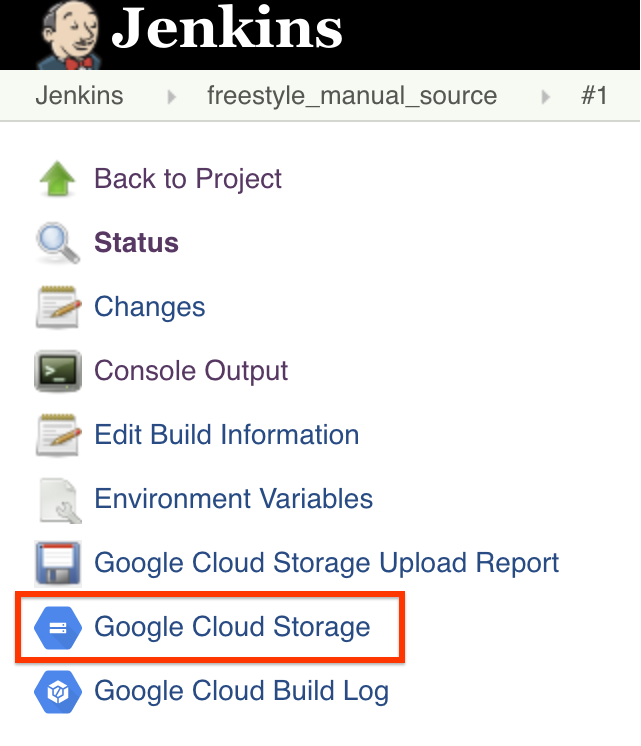 Jenkins
Jenkins freestyle_manual_source #1
Back to Project
Status
Changes
Console Output
Edit Build Information
Environment Variables
Google Cloud Storage Upload Report
Google Cloud Storage
Google Cloud Build Log